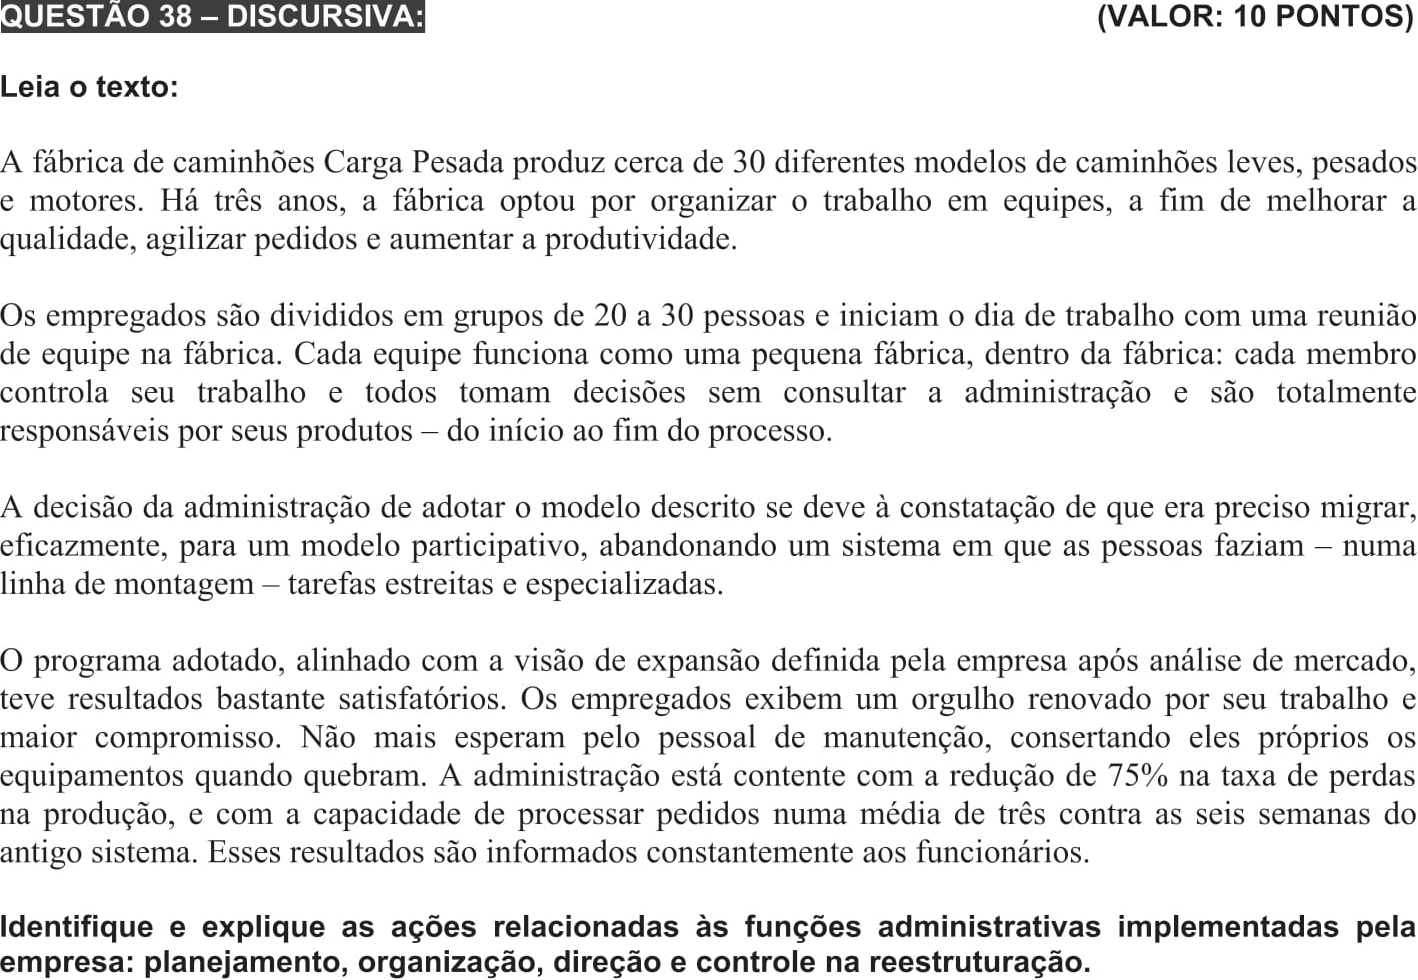 QUESTÃO 38 – DISCURSIVA: (VALOR: 10 PONTOS)
Leia o texto:
A fábrica de caminhões Carga Pesada produz cerca de 30 diferentes modelos de caminhões leves, pesados
e motores. Há três anos, a fábrica optou por organizar o trabalho em equipes, a fim de melhorar a
qualidade, agilizar pedidos e aumentar a produtividade.
Os empregados são divididos em grupos de 20 a 30 pessoas e iniciam o dia de trabalho com uma reunião
de equipe na fábrica. Cada equipe funciona como uma pequena fábrica, dentro da fábrica: cada membro
controla seu trabalho e todos tomam decisões sem consultar a administração e são totalmente
responsáveis por seus produtos – do início ao fim do processo.
A decisão da administração de adotar o modelo descrito se deve à constatação de que era preciso migrar,
eficazmente, para um modelo participativo, abandonando um sistema em que as pessoas faziam – numa
linha de montagem – tarefas estreitas e especializadas.
O programa adotado, alinhado com a visão de expansão definida pela empresa após análise de mercado,
teve resultados bastante satisfatórios. Os empregados exibem um orgulho renovado por seu trabalho e
maior compromisso. Não mais esperam pelo pessoal de manutenção, consertando eles próprios os
equipamentos quando quebram. A administração está contente com a redução de 75% na taxa de perdas
na produção, e com a capacidade de processar pedidos numa média de três contra as seis semanas do
antigo sistema. Esses resultados são informados constantemente aos funcionários.
Identifique e explique as ações relacionadas às funções administrativas implementadas pela
empresa: planejamento, organização, direção e controle na reestruturação.